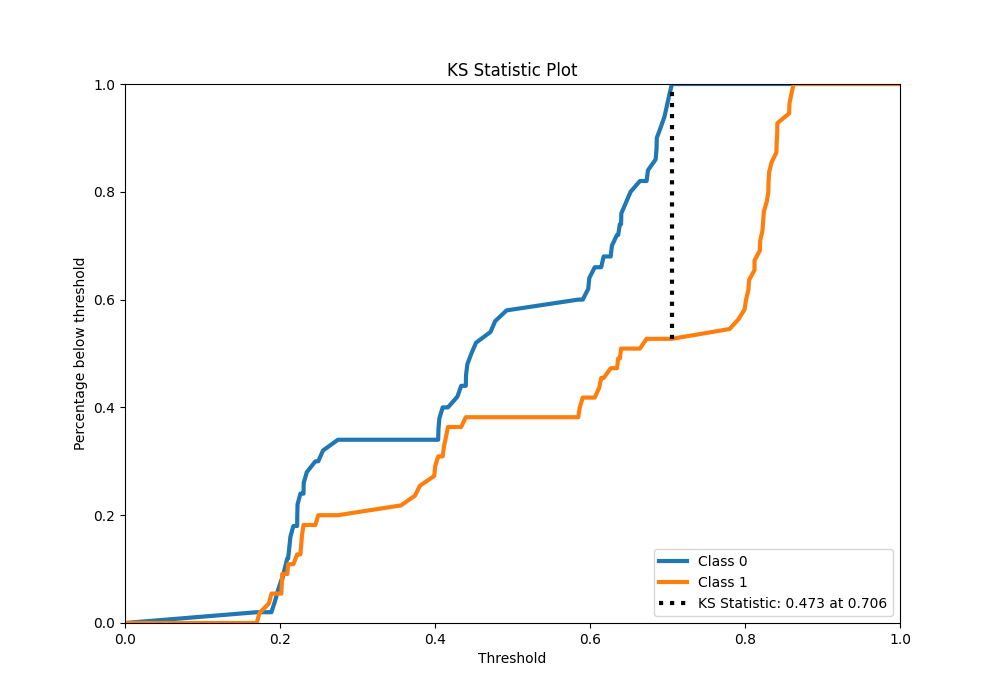 KS Statistic Plot
Percentage below threshold
1.0
0.8
0.6
0.4
0.2
0.0
0.0 0.2 0.4 0.6 0.8 1.0
Threshold
Class 0
Class 1
KS Statistic: 0.473 at 0.706